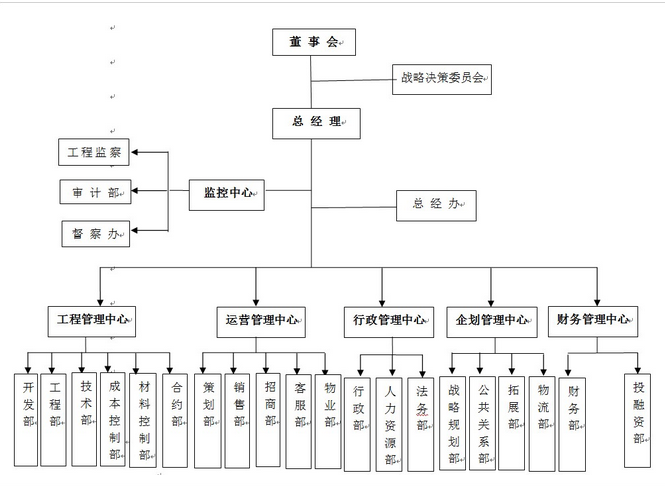 董事会
战略决策委员会
总经理
工程监察
审计部
监控中心
督察办
总经办
工程管理中心
运营管理中心
行政管理中心
企划管理中心
财务管理中心
开发部
工程部
技术部
成本控制部
材料控制部
合约部
策划部
销售部
招商部
客服部
物业部
行政部
人力资源部
法务部
战略规划部
公共关系部
拓展部
物流部
财务部
投融资部